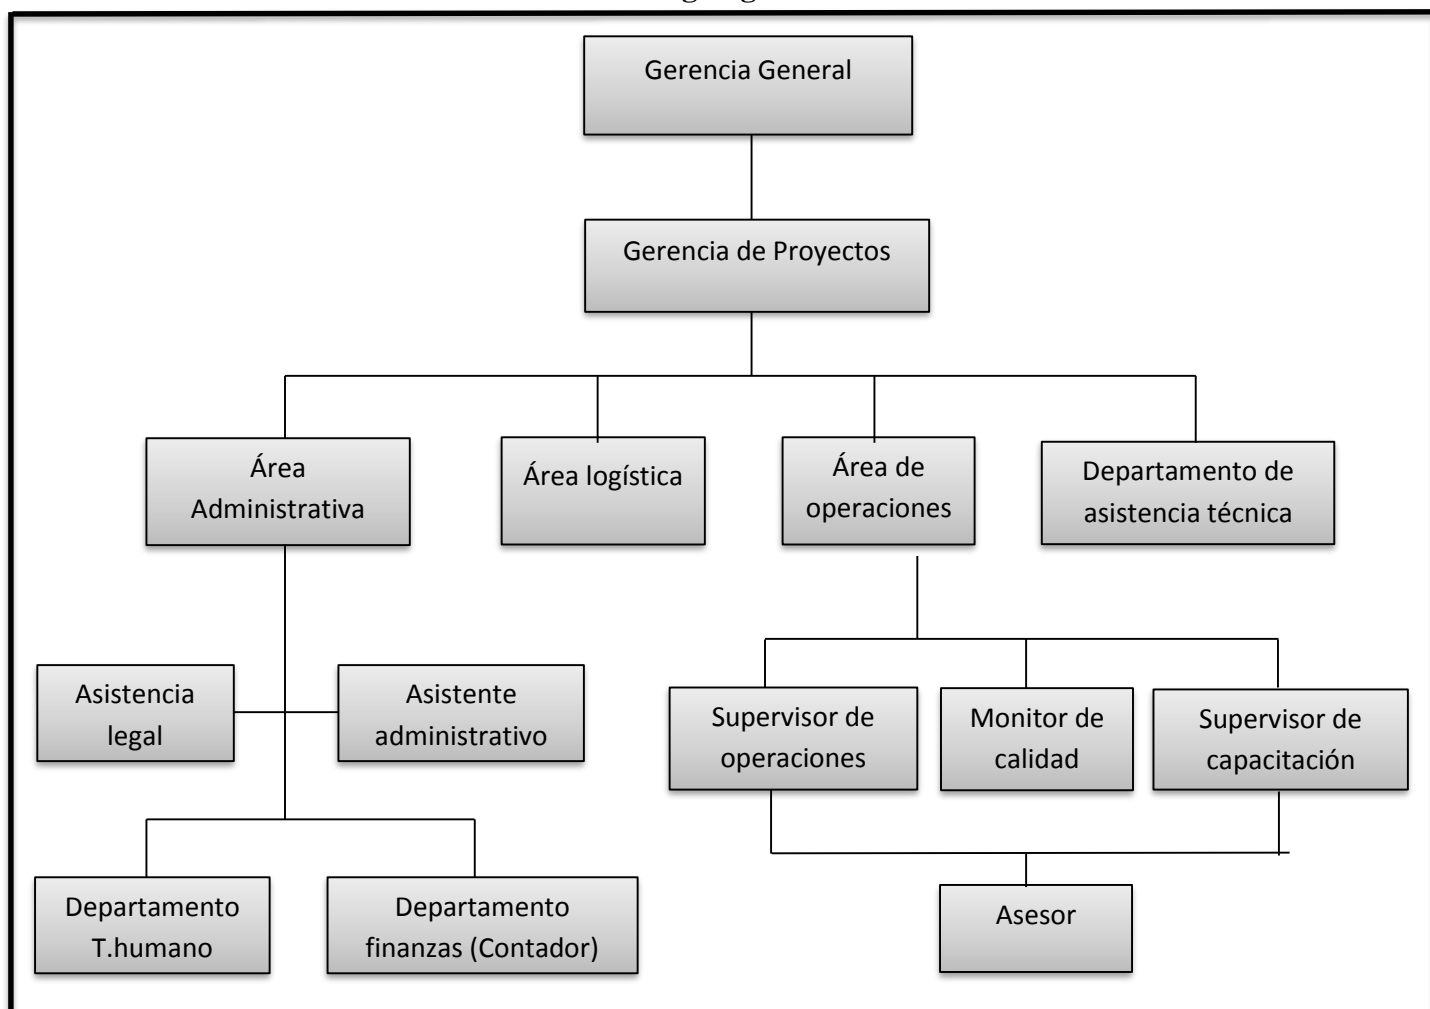 Gerencia General
Gerencia de Proyectos
Área
Administrativa
Área logística
Área de
operaciones
Departamento de
asistencia técnica
Asistencia
legal
Asistente
administrativo
Supervisor de
operaciones
Monitor de
calidad
Supervisor de
capacitación
Departamento
T.humano
Departamento
finanzas (Contador)
Asesor